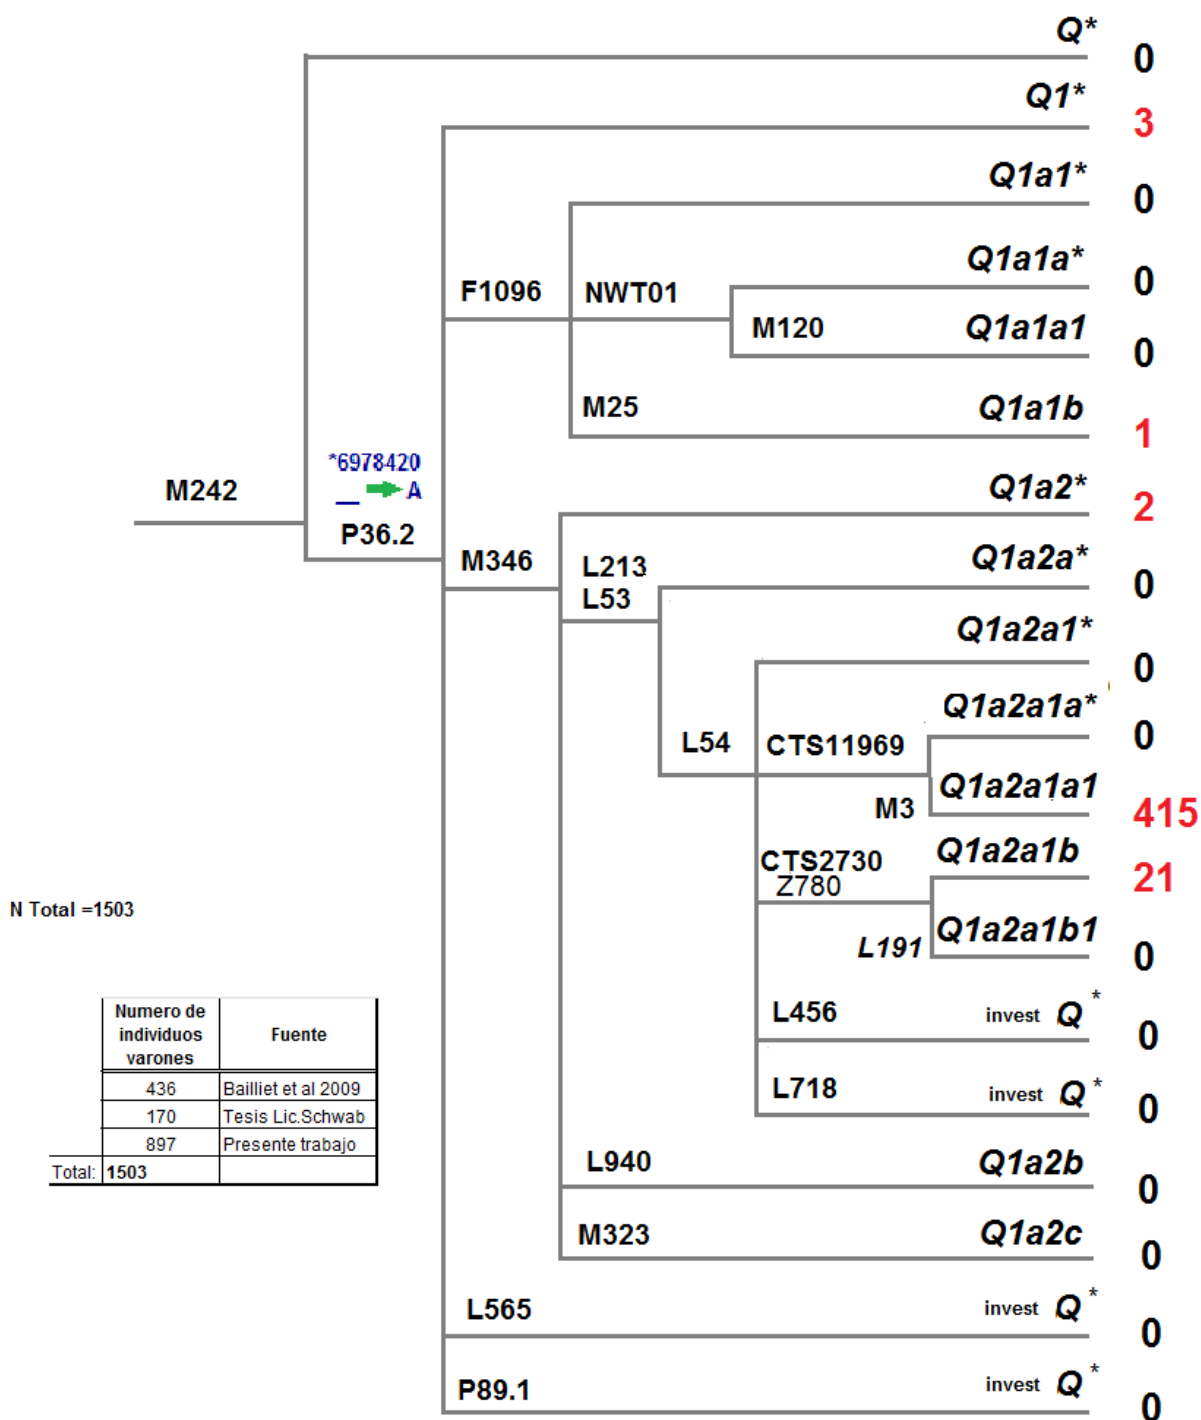 Q*
0
Q1*
3
Q1a1*
0
Q1a1a*
0
F1096
NWT01
M120
Q1a1a1
0
M25
Q1a1b
1
*6978420
M242
_ A
Q1a2*
2
P36.2
M346
L213
L53
Q1a2a*
0
Q1a2a1*
0
Q1a2a1a*
0
L54
CTS11969
Q1a2a1a1
M3
415
CTS2730
Q1a2a1b
21
Z780
N Total =1503
L191
Q1a2a1b1
0
L456
invest Q*
0
L718
invest Q*
0
Numero de
individuos
varones
Fuente
436 Bailliet et al 2009
170 Tesis Lic.Schwab
897 Presente trabajo
Total: 1503
L940
Q1a2b
0
M323
Q1a2c
0
L565
invest Q*
0
P89.1
invest Q*
0